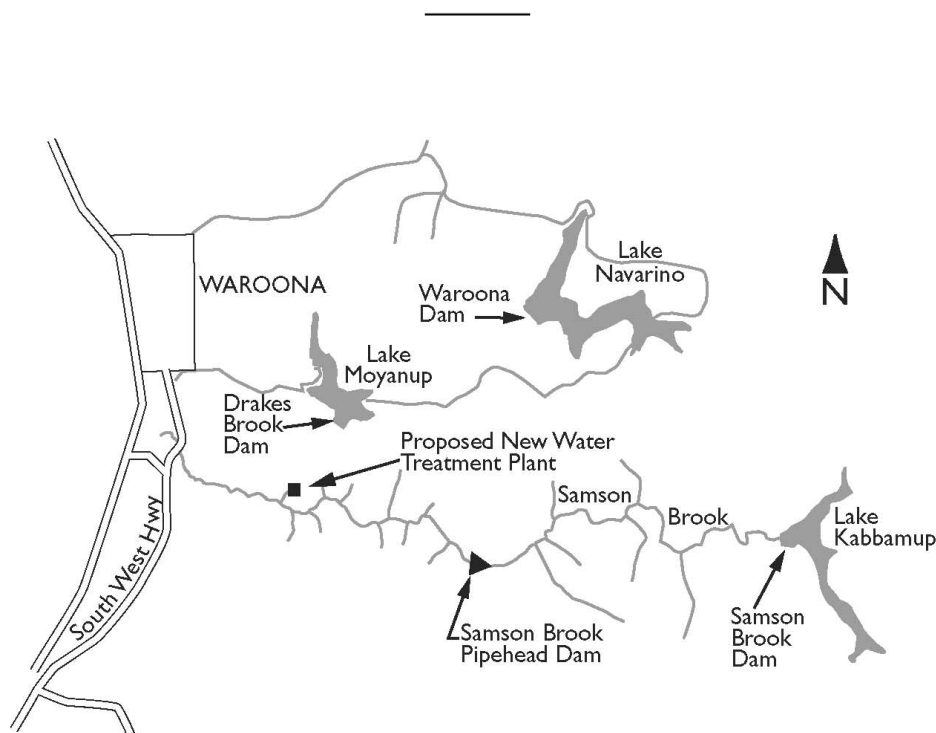 Lake
Navarino
WAROONA
Waroona
Dam
N
Lake
Moyanup
Drakes
Brook
Dam
Proposed New Water
Treatment Plant
Samson
Brook
Lake
Kabbamup
South West Hwy
Samson Brook
Pipehead Dam
Samson
Brook
Dam